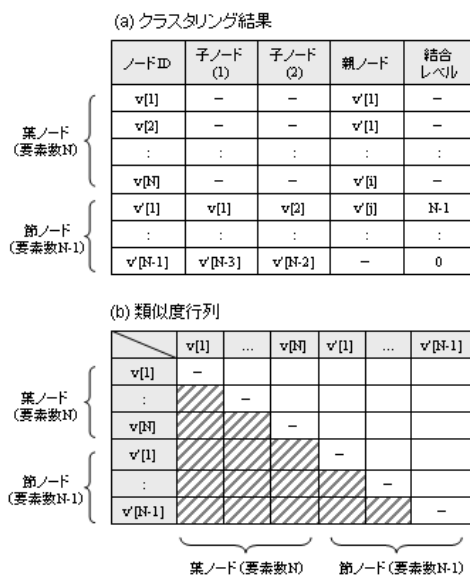 (a) クラスタリング結果
ノードID 子ノード(1) 子ノード(2) 親ノード 結合レベル
v[1] − − v'[1] −
v[2] − − v'[1] −
: : : : :
v[N] − − v'[i] −
v'[1] v[1] v[2] v'[j] N-1
: : : : :
v'[N-1] v'[N-3] v'[N-2] − 0
葉ノード
(要素数N)
節ノード
(要素数N-1)
(b) 類似度行列
v[1] ... v[N] v'[1] ... v'[N-1]
v[1] −
: −
v[N] −
v'[1] −
: −
v'[N-1] −
葉ノード
(要素数N)
節ノード
(要素数N-1)
葉ノード(要素数N) 節ノード(要素数N-1)